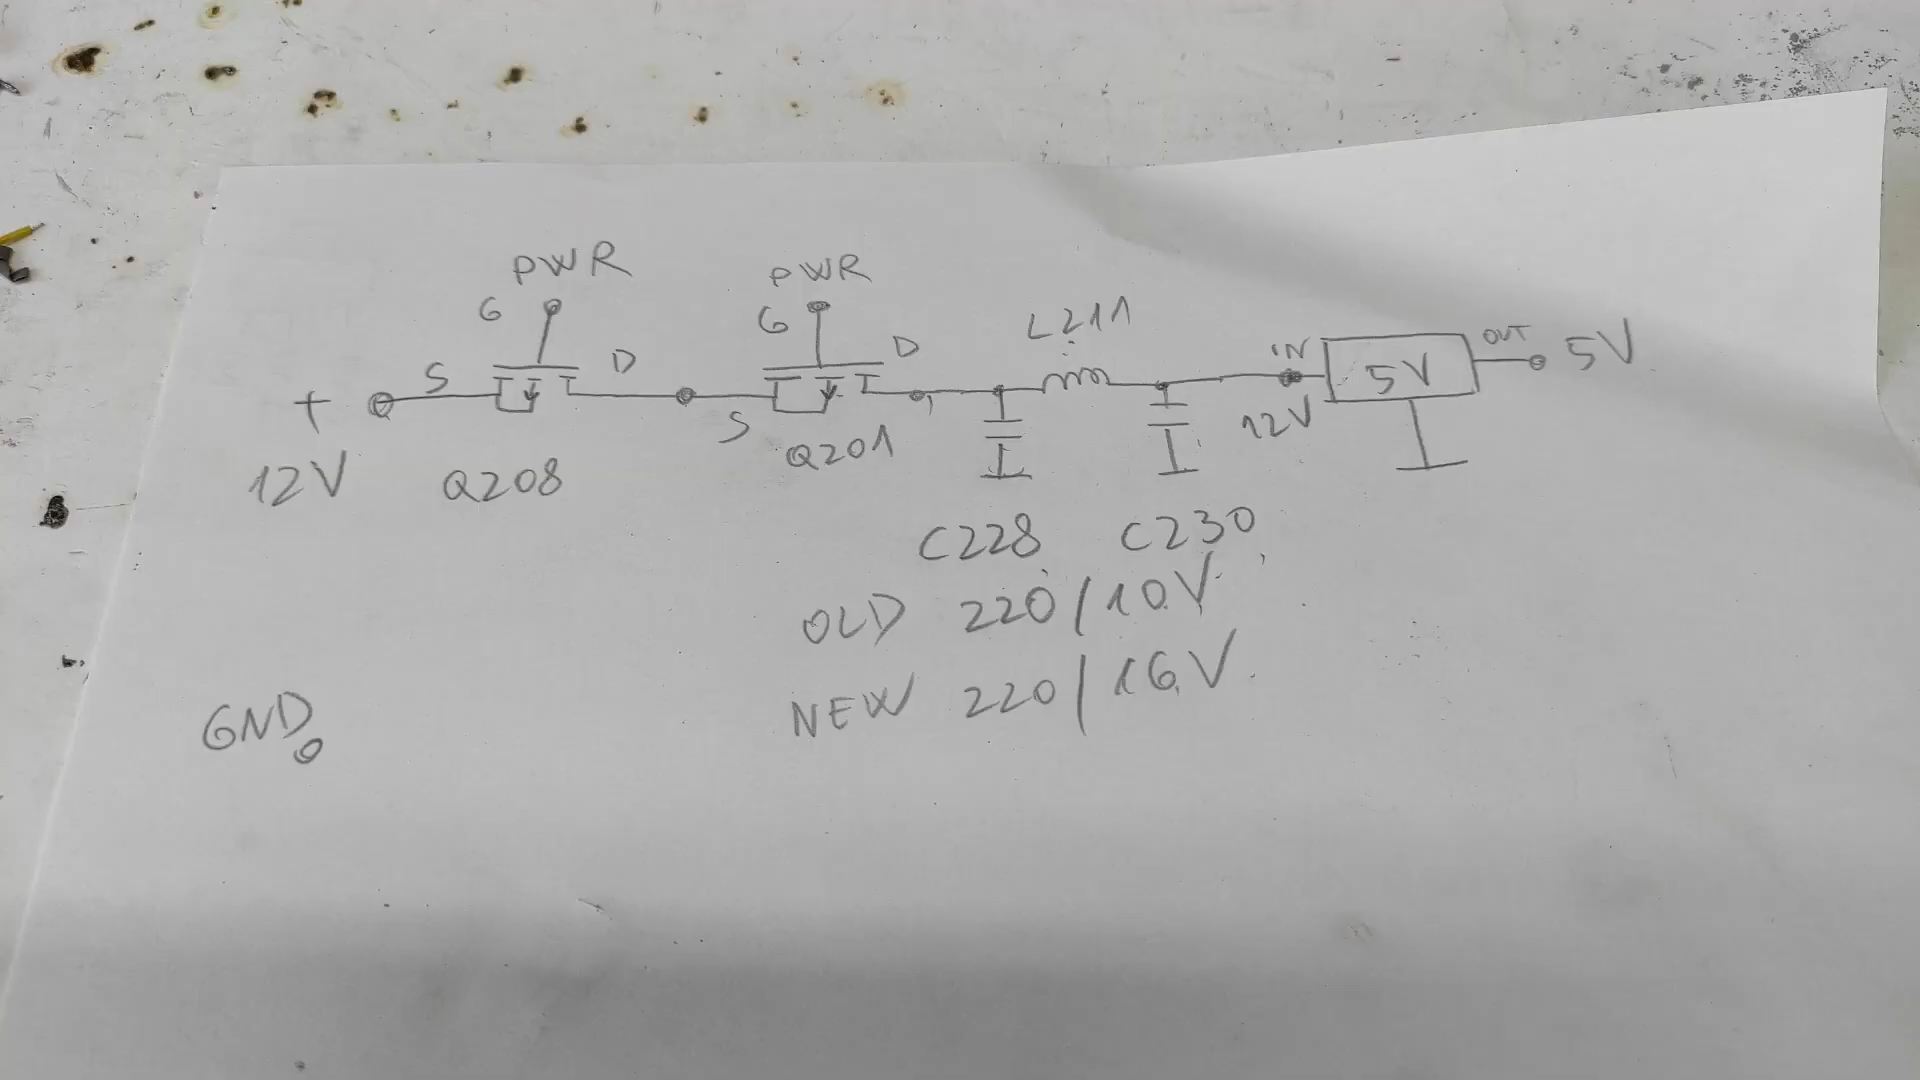 PWR
PWR
G
G
L211
S
D
D
IN
5V
OUT
5V
+
S
12V
12V
Q208
Q201
C228 C230
OLD 220/10V
NEW 220/16V
GND